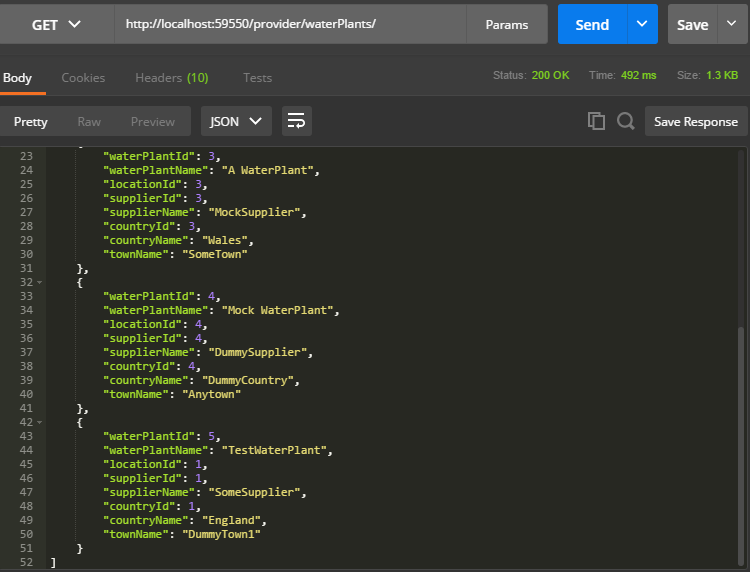 GET http://localhost:59550/provider/waterPlants/ Params Send Save
Body Cookies Headers (10) Tests Status: 200 OK Time: 492 ms Size: 1.3 KB
Pretty Raw Preview JSON Save Response
23 "waterPlantId": 3,
24 "waterPlantName": "A WaterPlant",
25 "locationId": 3,
26 "supplierId": 3,
27 "supplierName": "MockSupplier",
28 "countryId": 3,
29 "countryName": "Wales",
30 "townName": "SomeTown"
31 },
32 {
33 "waterPlantId": 4,
34 "waterPlantName": "Mock WaterPlant",
35 "locationId": 4,
36 "supplierId": 4,
37 "supplierName": "DummySupplier",
38 "countryId": 4,
39 "countryName": "DummyCountry",
40 "townName": "Anytown"
41 },
42 {
43 "waterPlantId": 5,
44 "waterPlantName": "TestWaterPlant",
45 "locationId": 1,
46 "supplierId": 1,
47 "supplierName": "SomeSupplier",
48 "countryId": 1,
49 "countryName": "England",
50 "townName": "DummyTown1"
51 }
52 ]